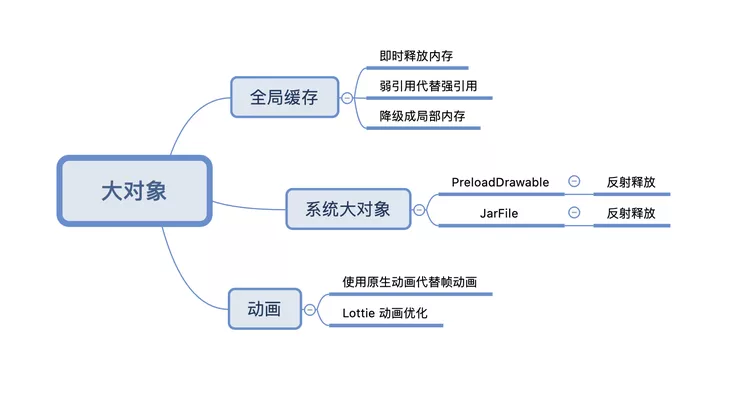 大对象
全局缓存
即时释放内存
弱引用代替强引用
降级成局部内存
系统大对象
PreloadDrawable
反射释放
JarFile
反射释放
动画
使用原生动画代替帧动画
Lottie 动画优化